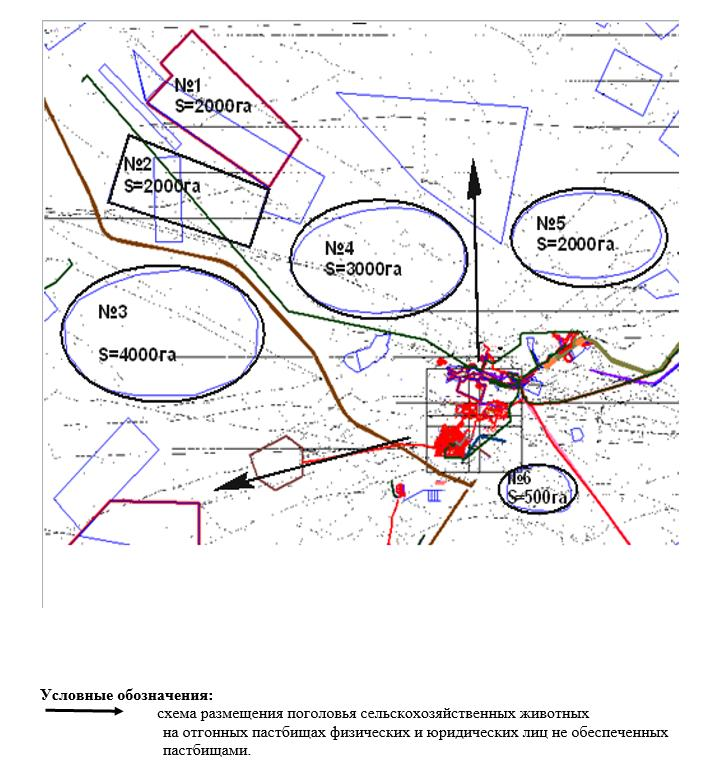 №1
S=2000га
№2
S=2000га
№3
S=4000га
№4
S=3000га
№5
S=2000га
№6
S=500га
Условные обозначения:
схема размещения поголовья сельскохозяйственных животных
на отгонных пастбищах физических и юридических лиц не обеспеченных
пастбищами.